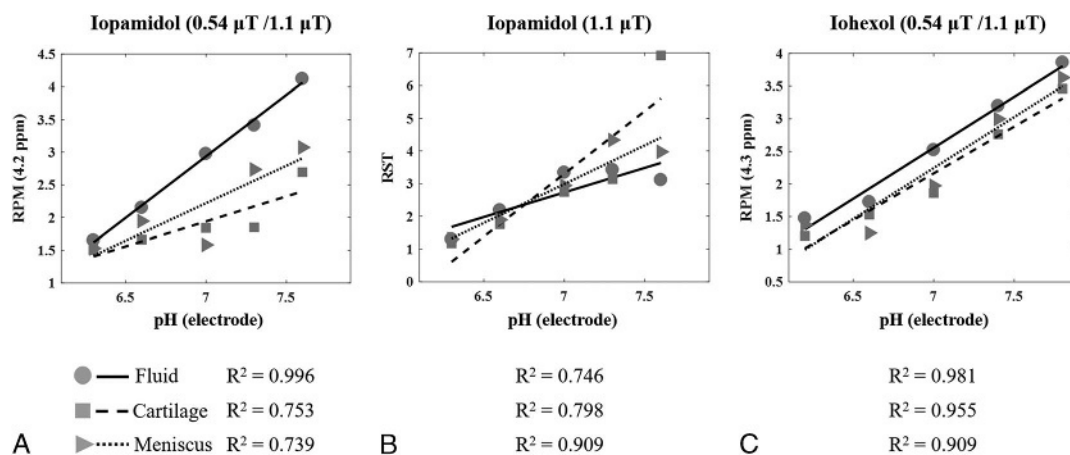 Iopamidol (0.54 µT /1.1 µT)
RPM (4.2 ppm)
4.5
4
3.5
3
2.5
2
1.5
1
6.5
7
7.5
pH (electrode)
Iopamidol (1.1 µT)
RST
7
6
5
4
3
2
1
0
6.5
7
7.5
pH (electrode)
Iohexol (0.54 µT/1.1 µT)
RPM (4.3 ppm)
4
3.5
3
2.5
2
1.5
1
0.5
6.5
7
7.5
pH (electrode)
Fluid R² = 0.996 R² = 0.746 R² = 0.981
Cartilage R² = 0.753 R² = 0.798 R² = 0.955
A Meniscus R² = 0.739 B R² = 0.909 C R² = 0.909